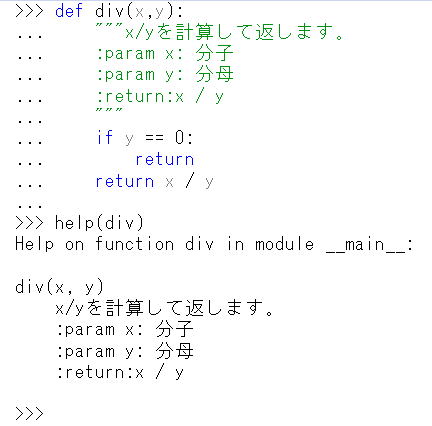 >>> def div(x,y):
...     """x/yを計算して返します。
...     :param x: 分子
...     :param y: 分母
...     :return:x / y
...     """
...     if y == 0:
...         return
...     return x / y
...
>>> help(div)
Help on function div in module __main__:

div(x, y)
    x/yを計算して返します。
    :param x: 分子
    :param y: 分母
    :return:x / y

>>>